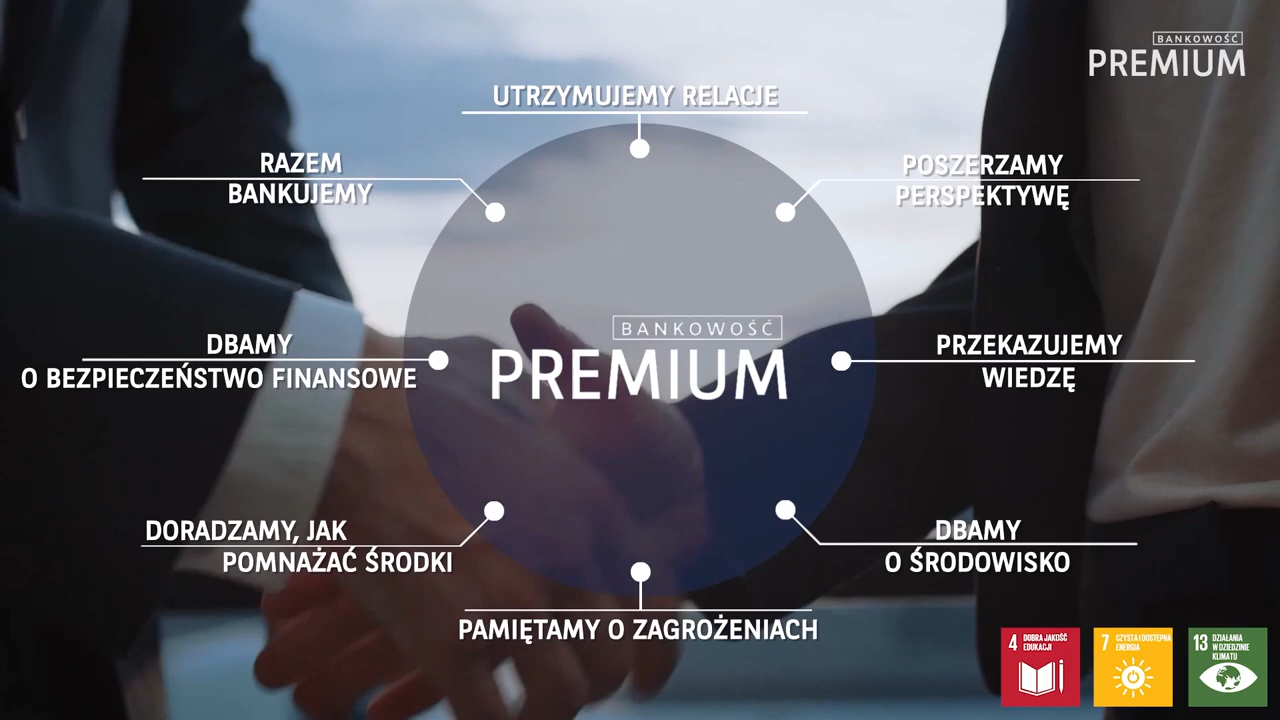 BANKOWOŚĆ
PREMIUM
UTRZYMUJEMY RELACJE
RAZEM
BANKUJEMY
POSZERZAMY
PERSPEKTYWĘ
DBAMY
O BEZPIECZEŃSTWO FINANSOWE
BANKOWOŚĆ
PREMIUM
PRZEKAZUJEMY
WIEDZĘ
DORADZAMY, JAK
POMNAŻAĆ ŚRODKI
DBAMY
O ŚRODOWISKO
PAMIĘTAMY O ZAGROŻENIACH
4 DOBRA JAKOŚĆ
EDUKACJI
7 CZYSTA I DOSTĘPNA
ENERGIA
13 DZIAŁANIA
W DZIEDZINIE
KLIMATU